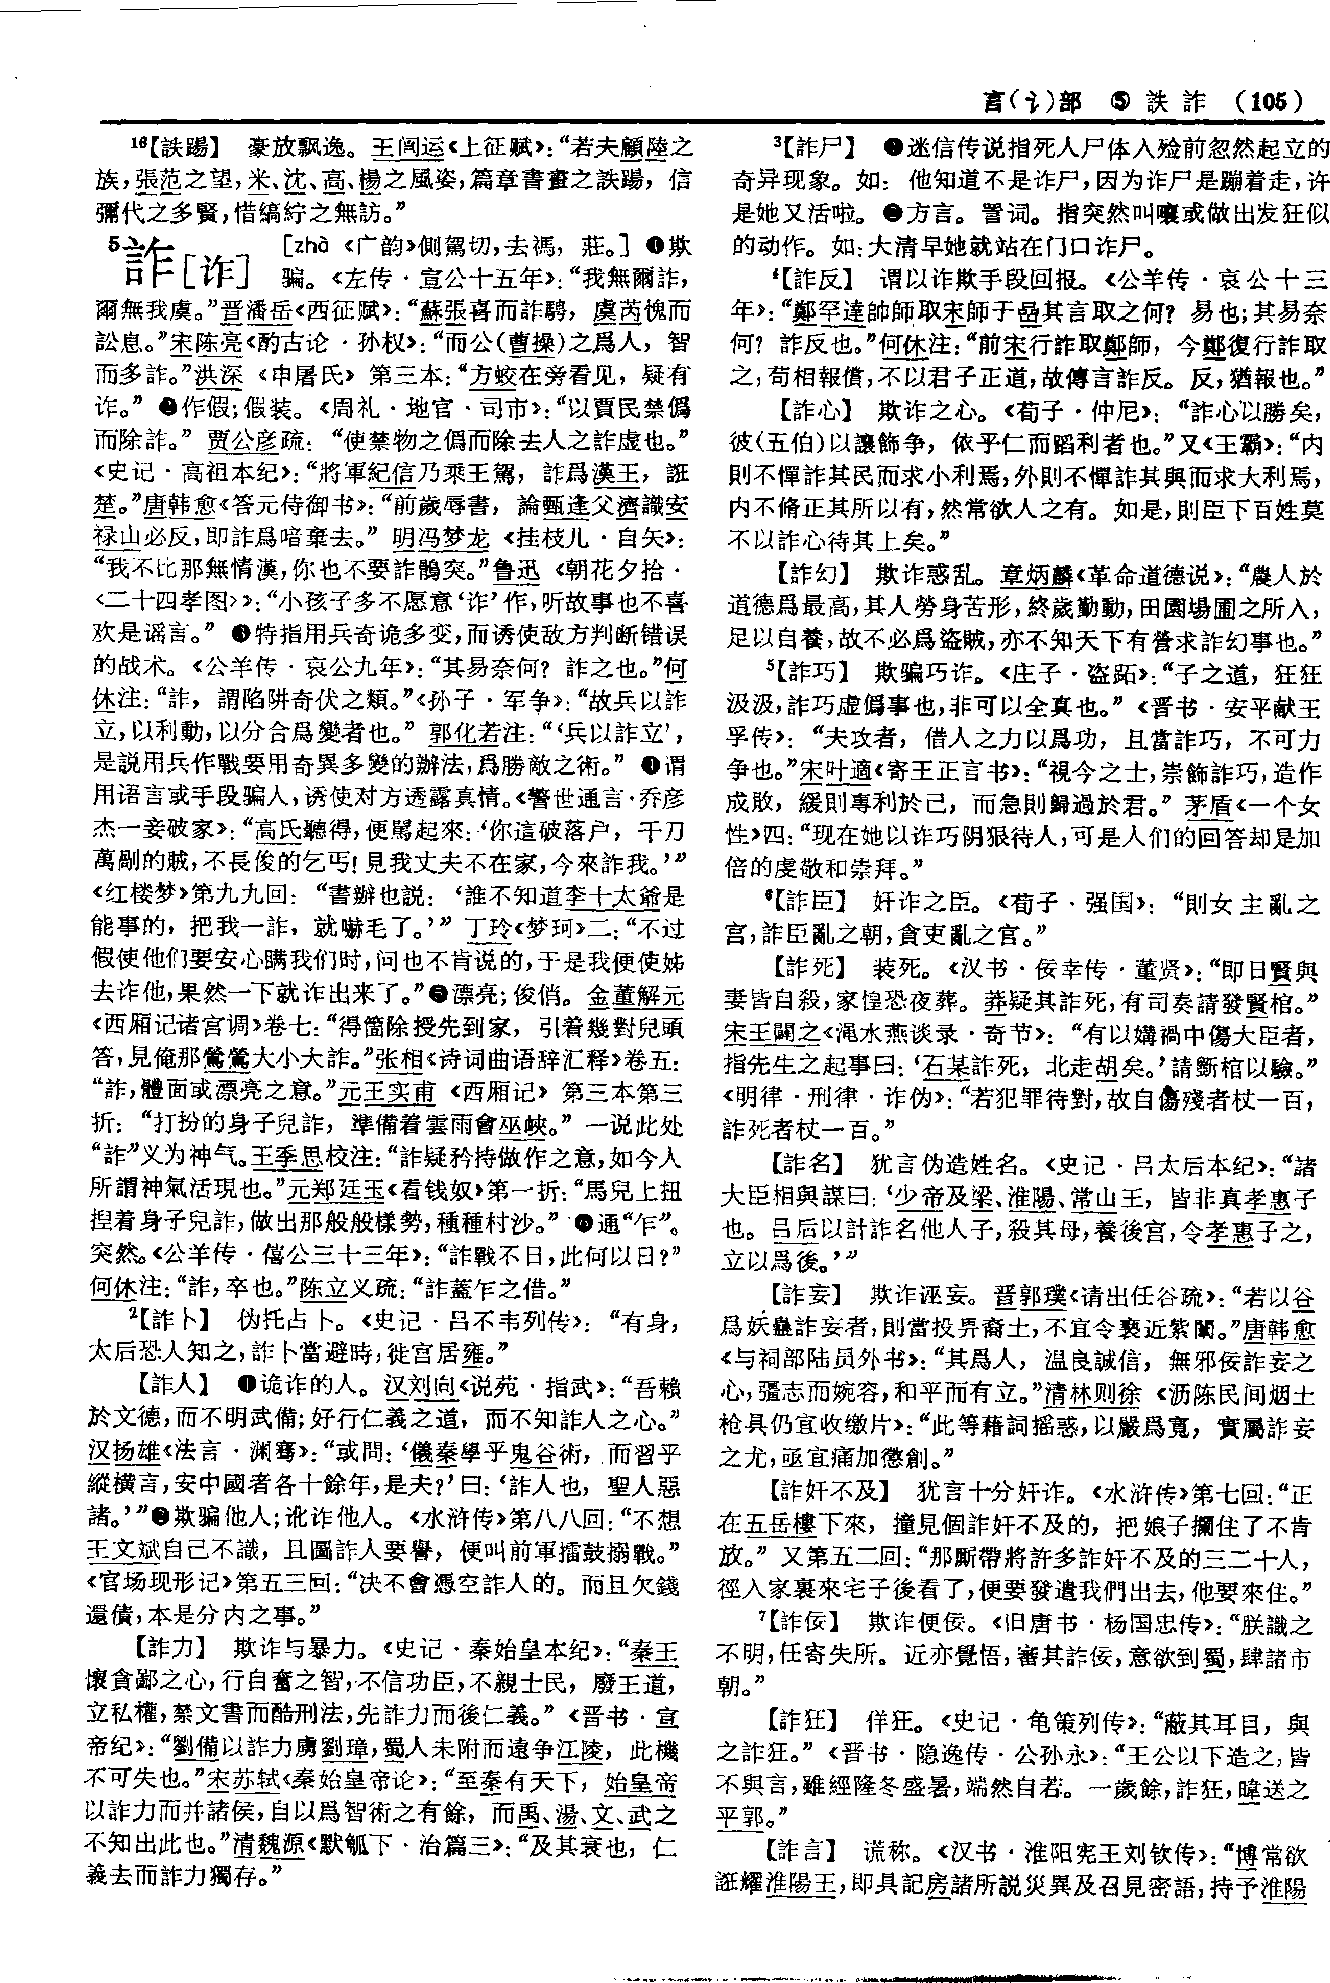 言(讠)部 ⑤ 詄 詐 (105)
¹⁶【詄踢】 豪放飘逸。王闿运《上征赋》：“若夫顧陸之
族，張范之望，米、沈、高、楊之風姿，篇章書畫之詄踢，信
彌代之多賢，惜縞紵之無訪。”
⁵詐[诈] [zhà 《广韵》側駕切，去禡，莊。]❶欺
骗。《左传·宣公十五年》：“我無爾詐，
爾無我虞。”晋潘岳《西征赋》：“蘇張喜而詐騁，虞芮愧而
訟息。”宋陈亮《酌古论·孙权》：“而公(曹操)之爲人，智
而多詐。”洪深《申屠氏》第三本：“方蛟在旁看见，疑有
诈。”❷作假；假装。《周礼·地官·司市》：“以賈民禁僞
而除詐。”贾公彦疏：“使禁物之僞而除去人之詐虚也。”
《史记·高祖本纪》：“將軍紀信乃乘王駕，詐爲漢王，誑
楚。”唐韩愈《答元侍御书》：“前歲辱書，論甄逢父濟識安
禄山必反，即詐爲喑棄去。”明冯梦龙《挂枝儿·自矢》：
“我不比那無情漢，你也不要詐鶻突。”鲁迅《朝花夕拾·
〈二十四孝图〉》：“小孩子多不愿意‘诈’作，听故事也不喜
欢是谣言。”❸特指用兵奇诡多变，而诱使敌方判断错误
的战术。《公羊传·哀公九年》：“其易奈何？詐之也。”何
休注：“詐，謂陷阱奇伏之類。”《孙子·军争》：“故兵以詐
立，以利動，以分合爲變者也。”郭化若注：“‘兵以詐立’，
是説用兵作戰要用奇異多變的辦法，爲勝敵之術。”❹谓
用语言或手段骗人，诱使对方透露真情。《警世通言·乔彦
杰一妾破家》：“高氏聽得，便駡起來：‘你這破落户，千刀
萬剮的賊，不長俊的乞丐！見我丈夫不在家，今來詐我。’”
《红楼梦》第九九回：“書辦也説：‘誰不知道李十太爺是
能事的，把我一詐，就嚇毛了。’”丁玲《梦珂》二：“不过
假使他们要安心瞒我们时，问也不肯说的，于是我便使姊
去诈他，果然一下就诈出来了。”❺漂亮；俊俏。金董解元
《西厢记诸宫调》卷七：“得箇除授先到家，引着幾對兒頭
答，見俺那鶯鶯大小大詐。”张相《诗词曲语辞汇释》卷五：
“詐，體面或漂亮之意。”元王实甫《西厢记》第三本第三
折：“打扮的身子兒詐，準備着雲雨會巫峽。”一说此处
“詐”义为神气。王季思校注：“詐疑矜持做作之意，如今人
所謂神氣活現也。”元郑廷玉《看钱奴》第一折：“馬兒上扭
捏着身子兒詐，做出那般般樣勢，種種村沙。”❻通“乍”。
突然。《公羊传·僖公三十三年》：“詐戰不日，此何以日？”
何休注：“詐，卒也。”陈立义疏：“詐蓋乍之借。”
²【詐卜】 伪托占卜。《史记·吕不韦列传》：“有身，
太后恐人知之，詐卜當避時，徙宫居雍。”
【詐人】 ❶诡诈的人。汉刘向《说苑·指武》：“吾賴
於文德，而不明武備；好行仁義之道，而不知詐人之心。”
汉扬雄《法言·渊骞》：“或問：‘儀秦學乎鬼谷術，而習乎
縱横言，安中國者各十餘年，是夫？’曰：‘詐人也，聖人惡
諸。’”❷欺骗他人；讹诈他人。《水浒传》第八八回：“不想
王文斌自己不識，且圖詐人要譽，便叫前軍擂鼓搦戰。”
《官场现形记》第五三回：“决不會憑空詐人的。而且欠錢
還債，本是分内之事。”
【詐力】 欺诈与暴力。《史记·秦始皇本纪》：“秦王
懷貪鄙之心，行自奮之智，不信功臣，不親士民，廢王道，
立私權，禁文書而酷刑法，先詐力而後仁義。”《晋书·宣
帝纪》：“劉備以詐力虜劉璋，蜀人未附而遠争江陵，此機
不可失也。”宋苏轼《秦始皇帝论》：“至秦有天下，始皇帝
以詐力而并諸侯，自以爲智術之有餘，而禹、湯、文、武之
不知出此也。”清魏源《默觚下·治篇三》：“及其衰也，仁
義去而詐力獨存。”
³【詐尸】 ❶迷信传说指死人尸体入殓前忽然起立的
奇异现象。如：他知道不是诈尸，因为诈尸是蹦着走，许
是她又活啦。❷方言。詈词。指突然叫嚷或做出发狂似
的动作。如：大清早她就站在门口诈尸。
⁴【詐反】 谓以诈欺手段回报。《公羊传·哀公十三
年》：“鄭罕達帥師取宋師于嵒其言取之何？易也；其易奈
何？詐反也。”何休注：“前宋行詐取鄭師，今鄭復行詐取
之，苟相報償，不以君子正道，故傳言詐反。反，猶報也。”
【詐心】 欺诈之心。《荀子·仲尼》：“詐心以勝矣，
彼(五伯)以讓飾争，依乎仁而蹈利者也。”又《王霸》：“内
則不憚詐其民而求小利焉，外則不憚詐其與而求大利焉，
内不脩正其所以有，然常欲人之有。如是，則臣下百姓莫
不以詐心待其上矣。”
【詐幻】 欺诈惑乱。章炳麟《革命道德说》：“農人於
道德爲最高，其人勞身苦形，終歲勤動，田園場圃之所入，
足以自養，故不必爲盜賊，亦不知天下有營求詐幻事也。”
⁵【詐巧】 欺骗巧诈。《庄子·盗跖》：“子之道，狂狂
汲汲，詐巧虚僞事也，非可以全真也。”《晋书·安平献王
孚传》：“夫攻者，借人之力以爲功，且當詐巧，不可力
争也。”宋叶適《寄王正言书》：“視今之士，崇飾詐巧，造作
成敗，緩則專利於己，而急則歸過於君。”茅盾《一个女
性》四：“现在她以诈巧阴狠待人，可是人们的回答却是加
倍的虔敬和崇拜。”
⁶【詐臣】 奸诈之臣。《荀子·强国》：“則女主亂之
宫，詐臣亂之朝，貪吏亂之官。”
【詐死】 装死。《汉书·佞幸传·董贤》：“即日賢與
妻皆自殺，家惶恐夜葬。莽疑其詐死，有司奏請發賢棺。”
宋王闢之《渑水燕谈录·奇节》：“有以媾禍中傷大臣者，
指先生之起事曰：‘石某詐死，北走胡矣。’請斲棺以驗。”
《明律·刑律·诈伪》：“若犯罪待對，故自傷殘者杖一百，
詐死者杖一百。”
【詐名】 犹言伪造姓名。《史记·吕太后本纪》：“諸
大臣相與謀曰：‘少帝及梁、淮陽、常山王，皆非真孝惠子
也。吕后以計詐名他人子，殺其母，養後宫，令孝惠子之，
立以爲後。’”
【詐妄】 欺诈诬妄。晋郭璞《请出任谷疏》：“若以谷
爲妖蠱詐妄者，則當投畀裔土，不宜令褻近紫闈。”唐韩愈
《与祠部陆员外书》：“其爲人，温良誠信，無邪佞詐妄之
心，彊志而婉容，和平而有立。”清林则徐《沥陈民间烟土
枪具仍宜收缴片》：“此等藉詞摇惑，以嚴爲寬，實屬詐妄
之尤，亟宜痛加懲創。”
【詐奸不及】 犹言十分奸诈。《水浒传》第七回：“正
在五岳樓下來，撞見個詐奸不及的，把娘子攔住了不肯
放。”又第五二回：“那厮帶將許多詐奸不及的三二十人，
徑入家裏來宅子後看了，便要發遣我們出去，他要來住。”
⁷【詐佞】 欺诈便佞。《旧唐书·杨国忠传》：“朕識之
不明，任寄失所。近亦覺悟，審其詐佞，意欲到蜀，肆諸市
朝。”
【詐狂】 佯狂。《史记·龟策列传》：“蔽其耳目，與
之詐狂。”《晋书·隐逸传·公孙永》：“王公以下造之，皆
不與言，雖經隆冬盛暑，端然自若。一歲餘，詐狂，暐送之
平郭。”
【詐言】 谎称。《汉书·淮阳宪王刘钦传》：“博常欲
誑耀淮陽王，即具記房諸所説災異及召見密語，持予淮陽